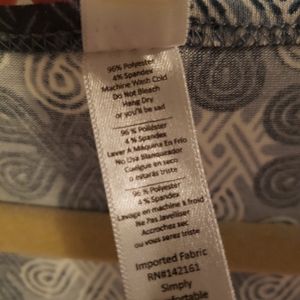 96% Polyester
4% Spandex
Machine Wash Cold
Do Not Bleach
Hang Dry
or you'll be sad
96 % Poliéster
4 % Spandex
Lavar A Máquina En Frío
No Usa Blanqueador
Cuelgue en seco
o estarás triste
96 % Polyester
4 % Spandex
Lavage en machine à froid
Ne Pas Javelliser
Accrochez sec
ou vous serez triste
Imported Fabric
RN#142161
Simply